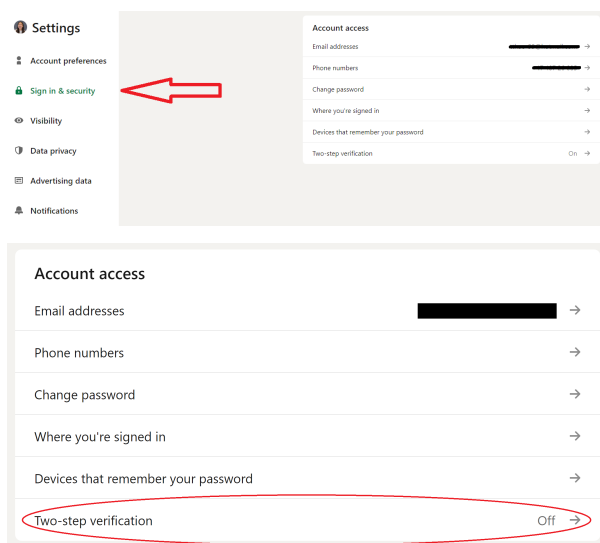 Settings
Account preferences
Sign in & security
Visibility
Data privacy
Advertising data
Notifications
Account access
Email addresses
Phone numbers
Change password
Where you're signed in
Devices that remember your password
Two-step verification On
Account access
Email addresses
Phone numbers
Change password
Where you're signed in
Devices that remember your password
Two-step verification Off